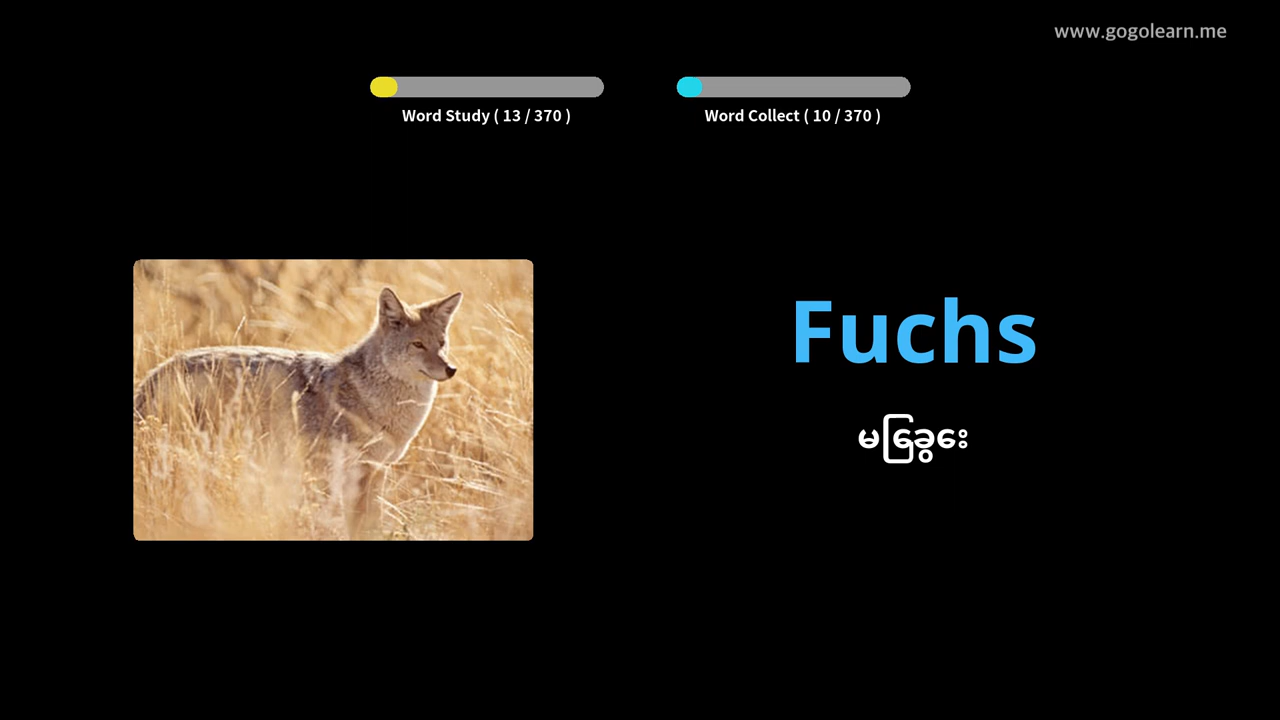 www.gogolearn.me
Word Study ( 13 / 370 )
Word Collect ( 10 / 370 )
Fuchs
မြေခွေး